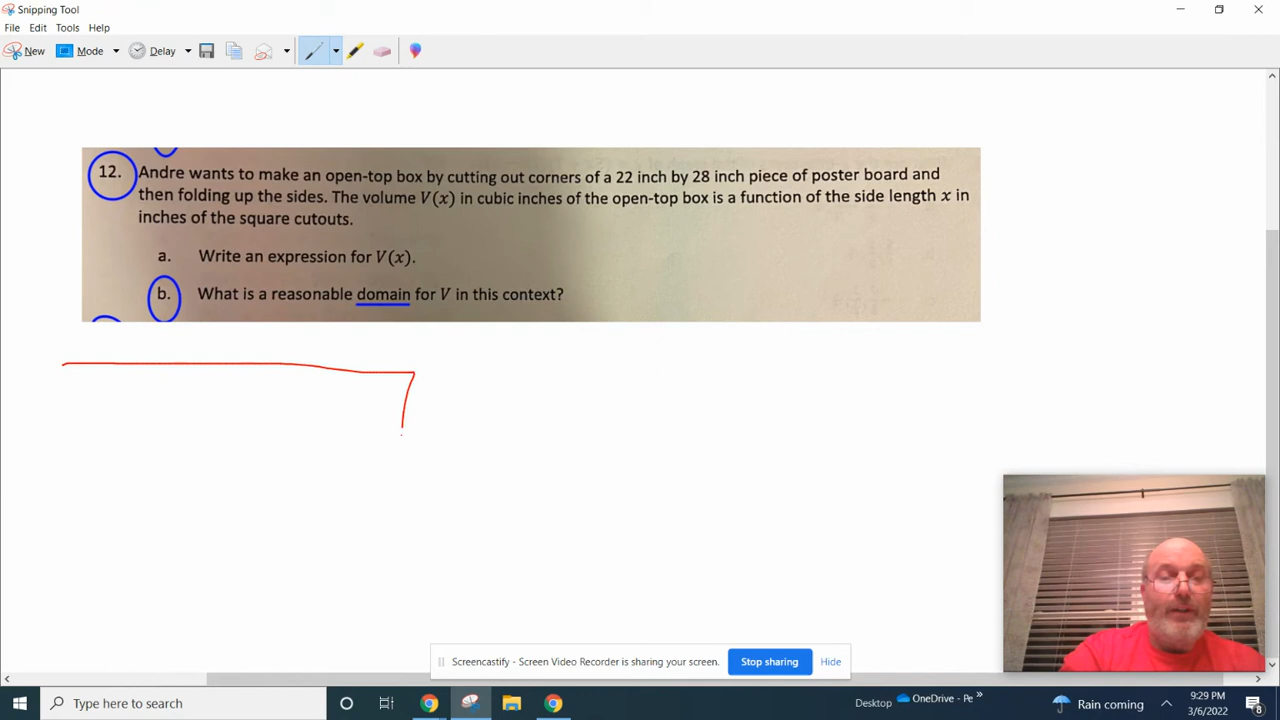 Snipping Tool
File Edit Tools Help
New Mode Delay
12. Andre wants to make an open-top box by cutting out corners of a 22 inch by 28 inch piece of poster board and
then folding up the sides. The volume V(x) in cubic inches of the open-top box is a function of the side length x in
inches of the square cutouts.
a. Write an expression for V(x).
b. What is a reasonable domain for V in this context?
Screencastify - Screen Video Recorder is sharing your screen. Stop sharing Hide
Type here to search
Desktop OneDrive - Pe »
Rain coming
9:29 PM
3/6/2022
8